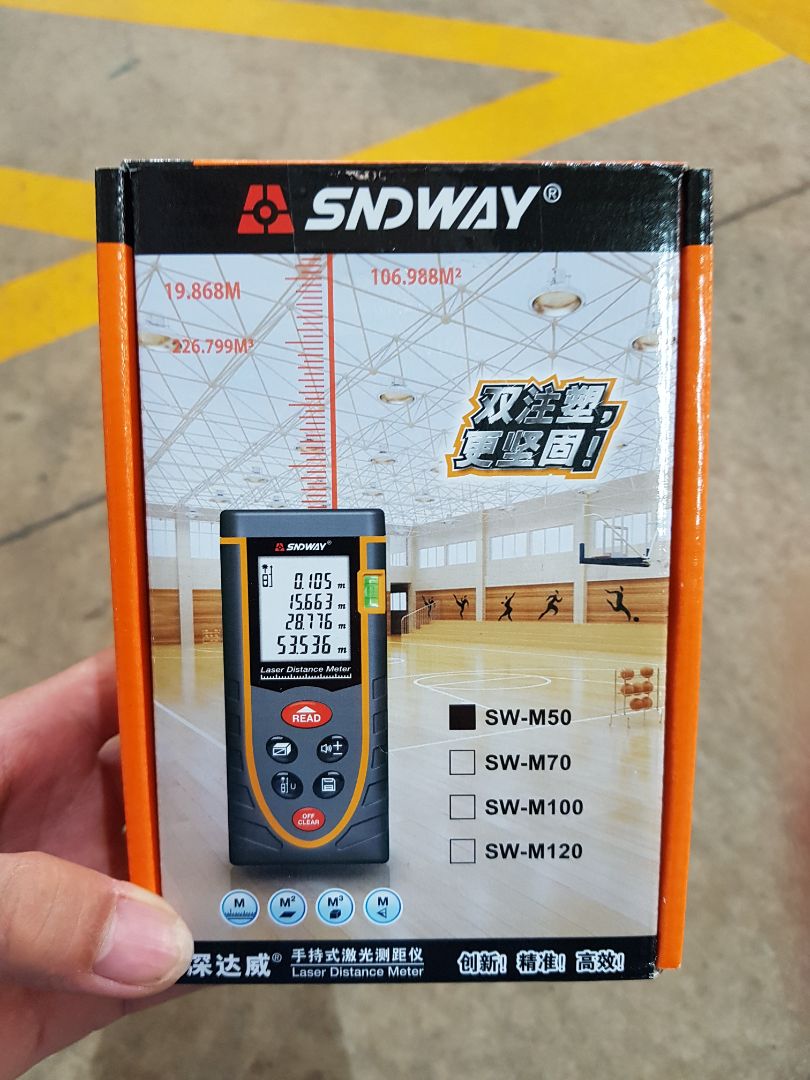 SNDWAY®
19.868M
106.988M²
226.799M³
双注塑,
更坚固!
SNDWAY®
0.105 m
15.663 m
28.776 m
53.536 m
Laser Distance Meter
READ
OFF
CLEAR
SW-M50
SW-M70
SW-M100
SW-M120
M
M²
M³
M
深达威® 手持式激光测距仪
Laser Distance Meter
创新! 精准! 高效!